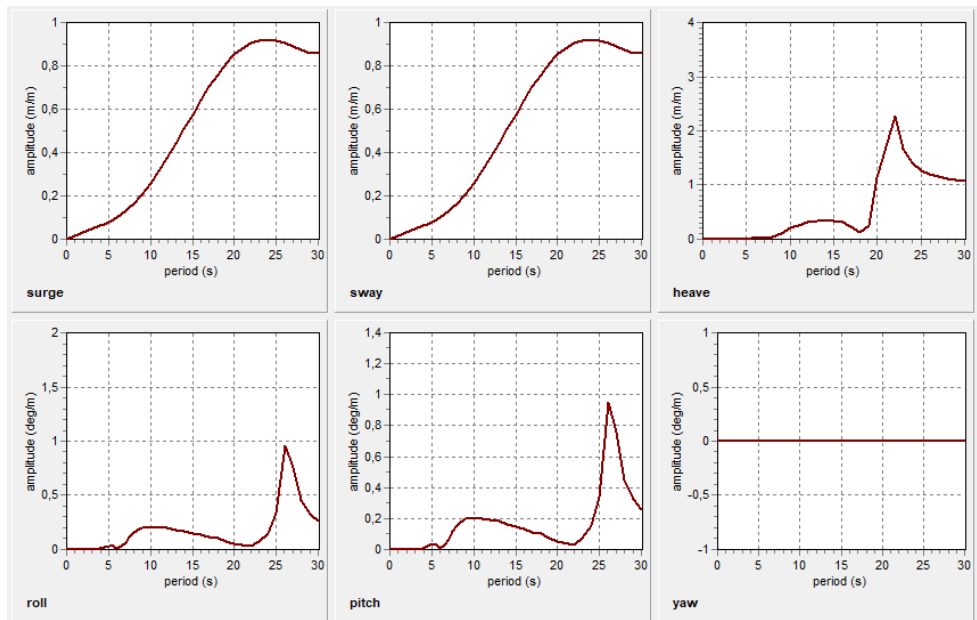 amplitude (m/m)
1
0,8
0,6
0,4
0,2
0
0 5 10 15 20 25 30
period (s)
surge
amplitude (m/m)
1
0,8
0,6
0,4
0,2
0
0 5 10 15 20 25 30
period (s)
sway
amplitude (m/m)
4
3
2
1
0
0 5 10 15 20 25 30
period (s)
heave
amplitude (deg/m)
2
1,5
1
0,5
0
0 5 10 15 20 25 30
period (s)
roll
amplitude (deg/m)
1,4
1,2
1
0,8
0,6
0,4
0,2
0
0 5 10 15 20 25 30
period (s)
pitch
amplitude (deg/m)
1
0,5
0
-0,5
-1
0 5 10 15 20 25 30
period (s)
yaw